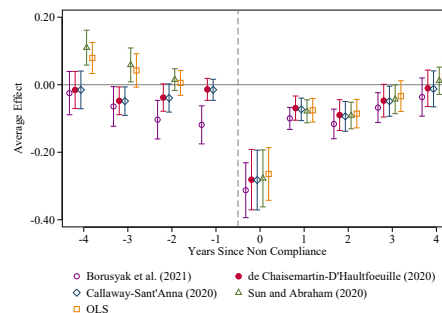 0.20
0.00
-0.20
-0.40
Average Effect
-4 -3 -2 -1 0 1 2 3 4
Years Since Non Compliance
Borusyak et al. (2021) de Chaisemartin-D'Haultfoeuille (2020)
Callaway-Sant'Anna (2020) Sun and Abraham (2020)
OLS